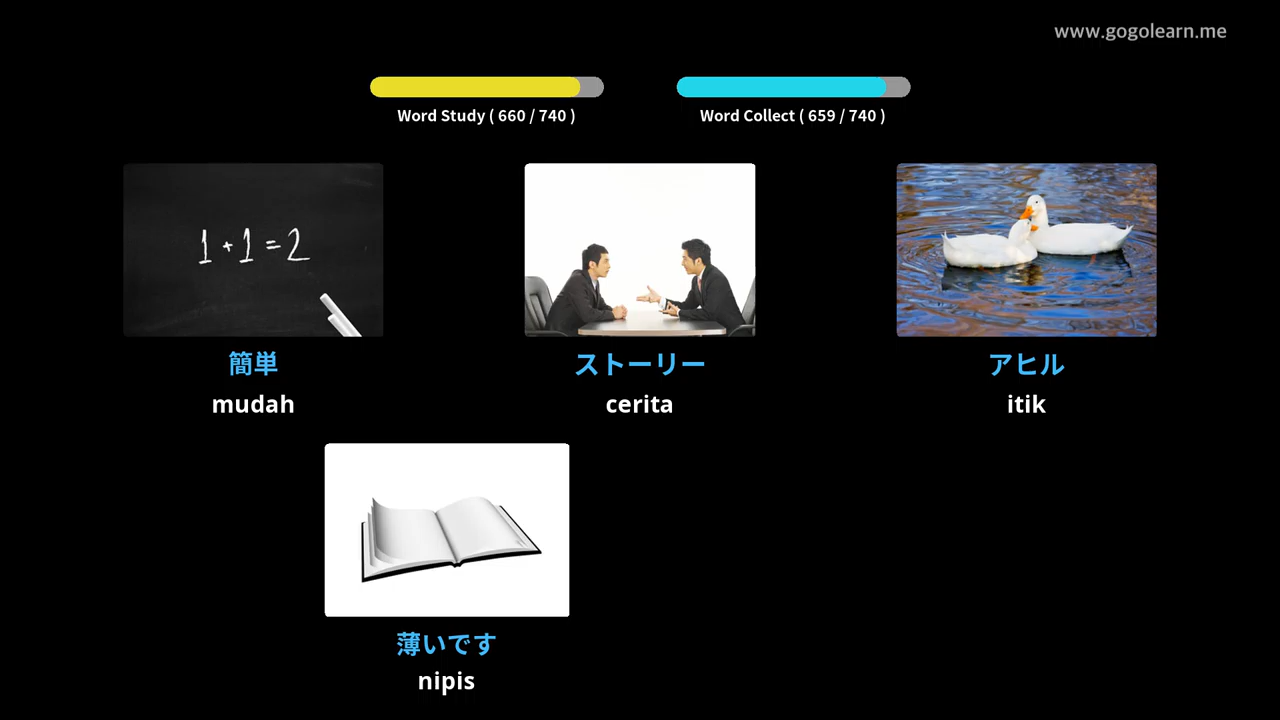 www.gogolearn.me
Word Study ( 660 / 740 )
Word Collect ( 659 / 740 )
1+1=2
簡単
mudah
ストーリー
cerita
アヒル
itik
薄いです
nipis